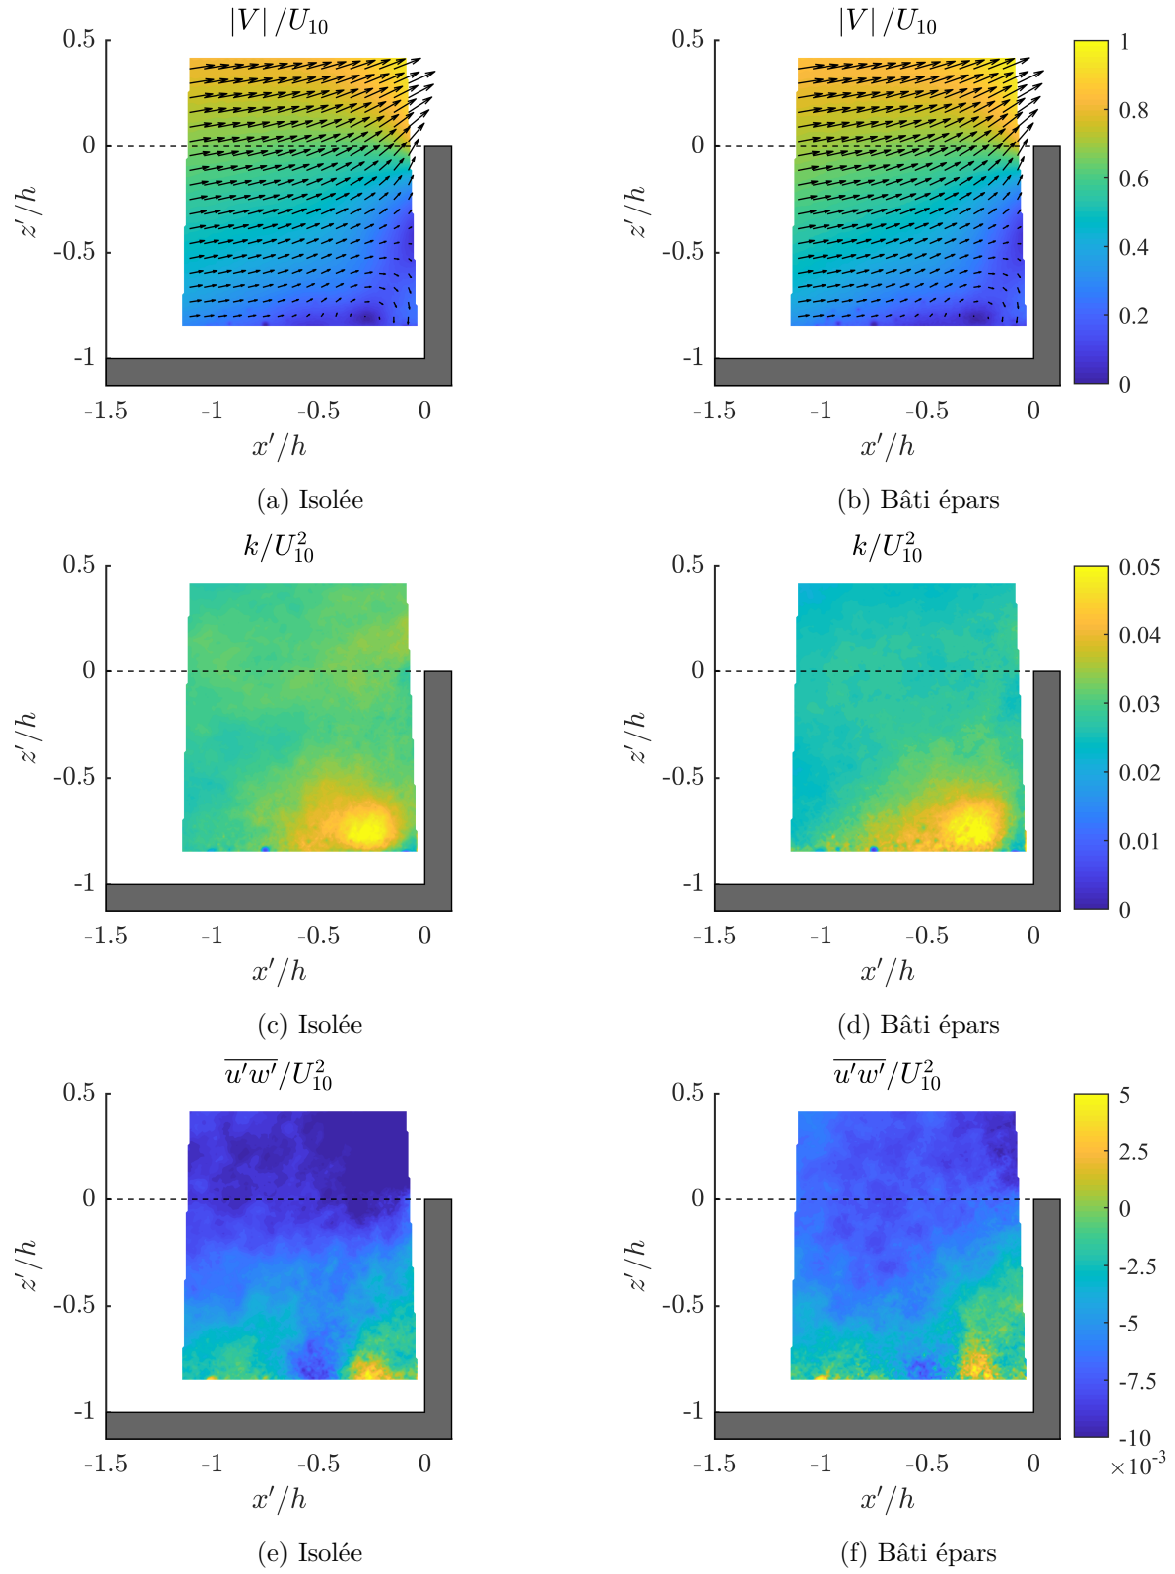 |V| /U₁₀ |V| /U₁₀
0.5 0.5 1
0.8
0 0
z′/h z′/h 0.6
-0.5 -0.5 0.4
0.2
-1 -1
0
-1.5 -1 -0.5 0 -1.5 -1 -0.5 0
x′/h x′/h
(a) Isolée (b) Bâti épars
k/U₁₀² k/U₁₀²
0.5 0.5 0.05
0.04
0 0
z′/h z′/h 0.03
-0.5 -0.5 0.02
0.01
-1 -1
0
-1.5 -1 -0.5 0 -1.5 -1 -0.5 0
x′/h x′/h
(c) Isolée (d) Bâti épars
u̅′w̅′/U₁₀² u̅′w̅′/U₁₀²
0.5 0.5 5
2.5
0 0 0
z′/h z′/h -2.5
-0.5 -0.5
-5
-7.5
-1 -1
-10
×10⁻³
-1.5 -1 -0.5 0 -1.5 -1 -0.5 0
x′/h x′/h
(e) Isolée (f) Bâti épars